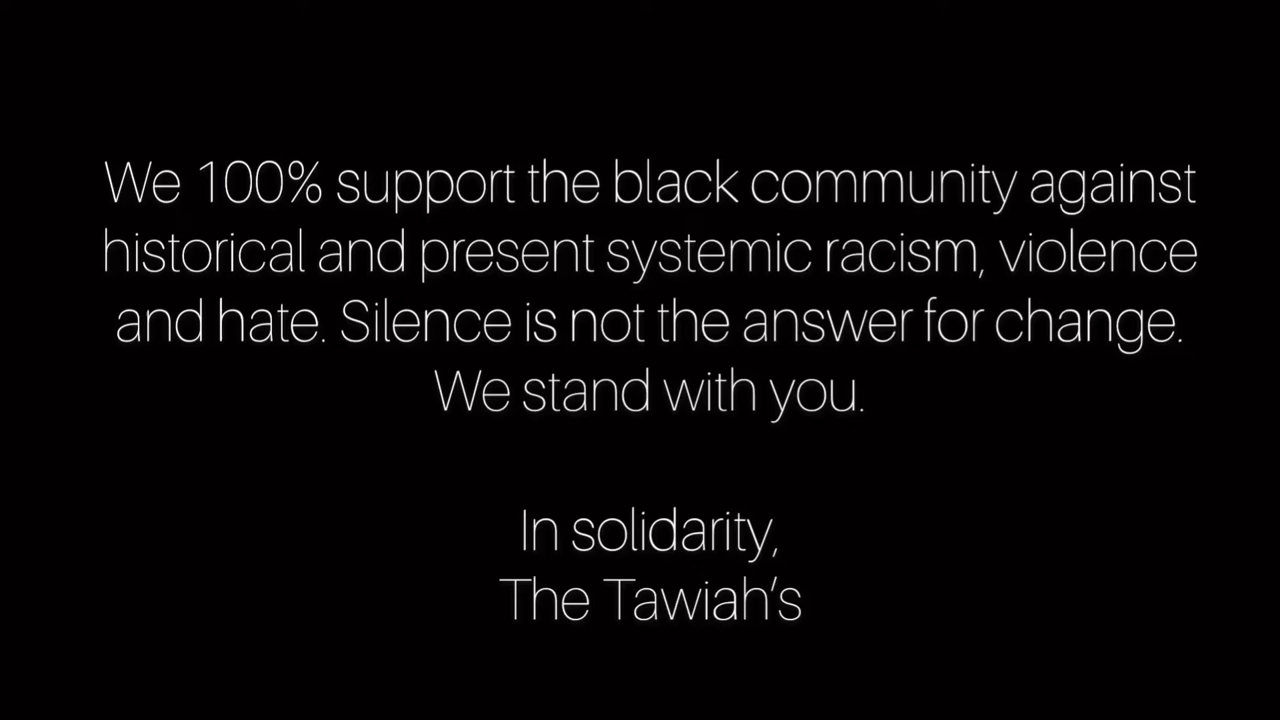 We 100% support the black community against
historical and present systemic racism, violence
and hate. Silence is not the answer for change.
We stand with you.
In solidarity,
The Tawiah’s